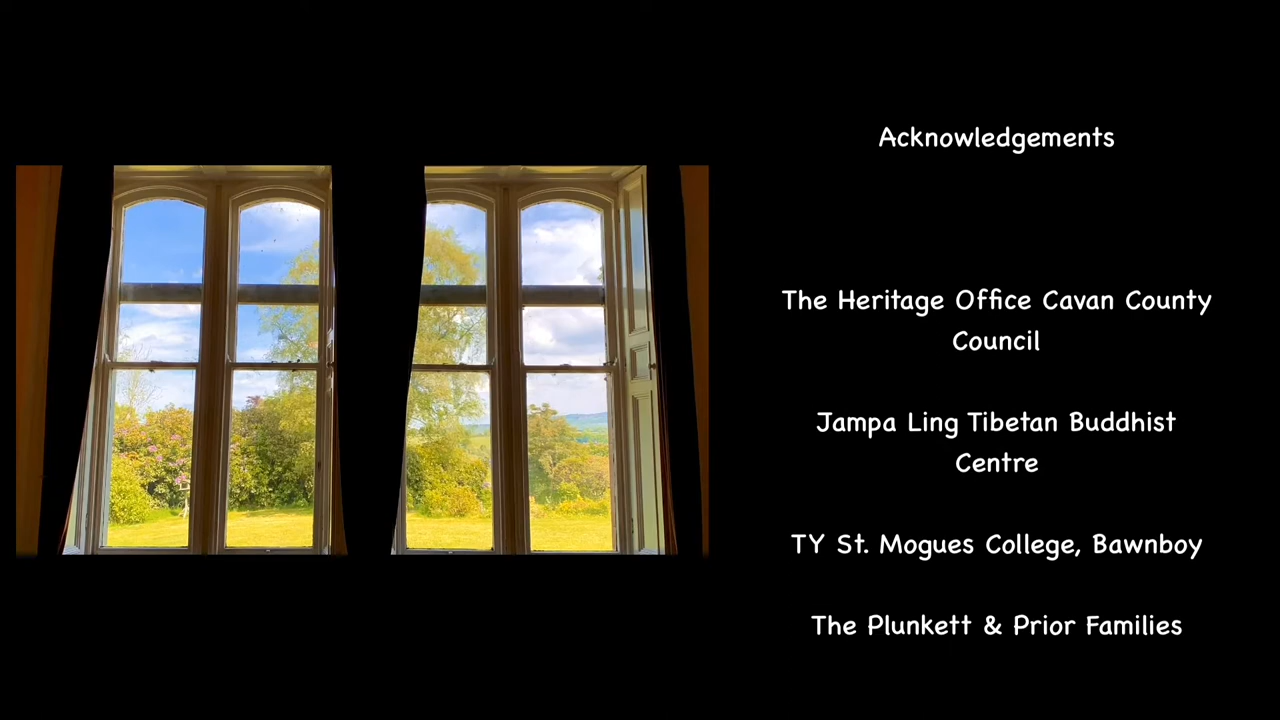 Acknowledgements
The Heritage Office Cavan County
Council
Jampa Ling Tibetan Buddhist
Centre
TY St. Mogues College, Bawnboy
The Plunkett & Prior Families